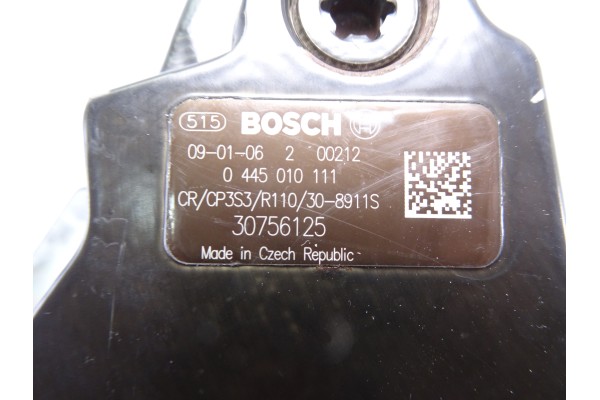 515 BOSCH
09-01-06 2 00212
0 445 010 111
CR/CP3S3/R110/30-8911S
30756125
Made in Czech Republic